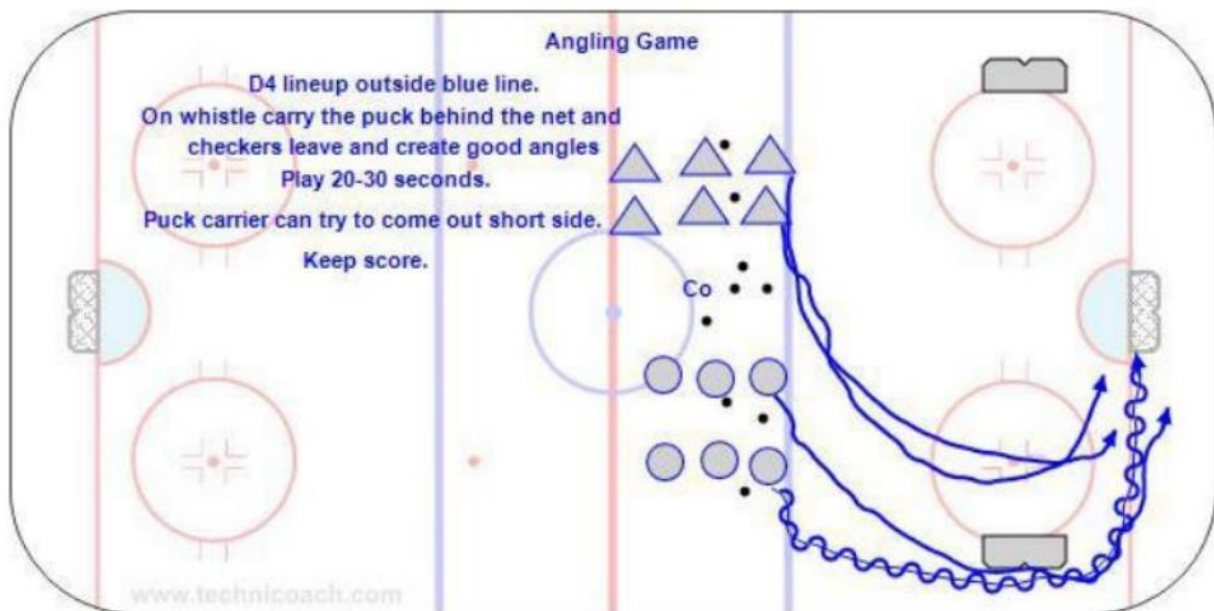 Angling Game
D4 lineup outside blue line.
On whistle carry the puck behind the net and
checkers leave and create good angles
Play 20-30 seconds.
Puck carrier can try to come out short side.
Keep score.
Co
www.technicoach.com